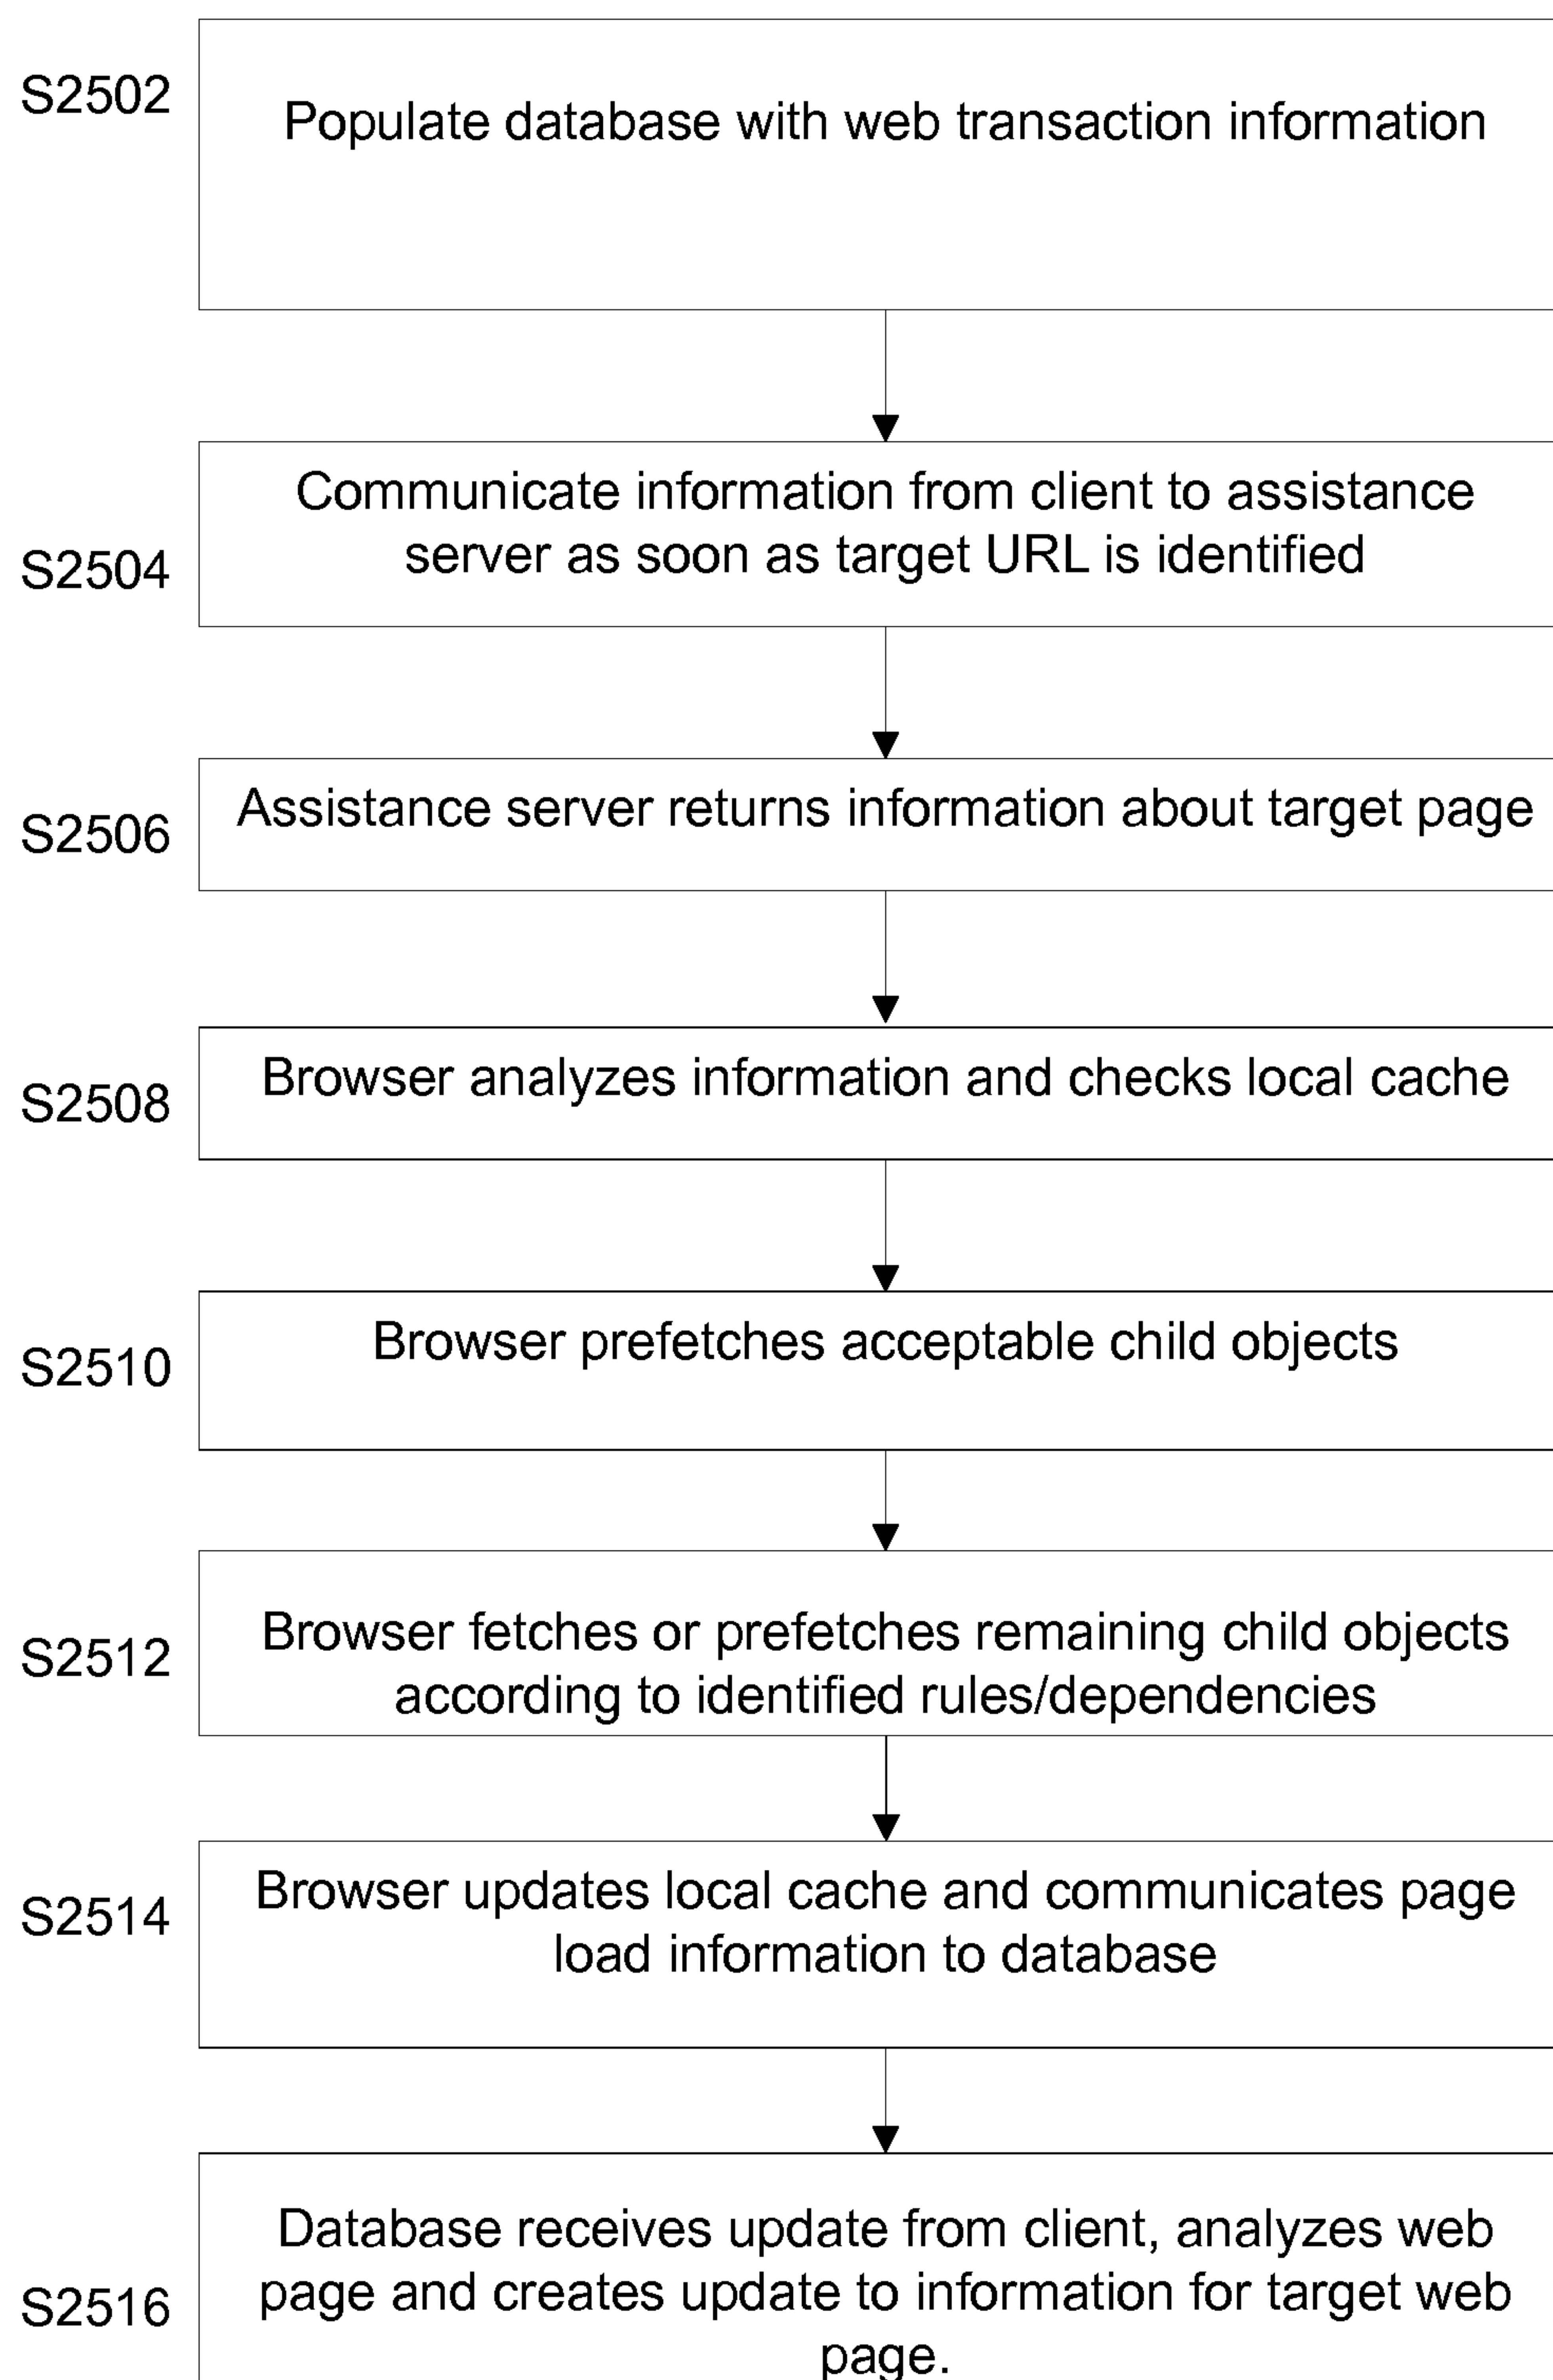 S2502
Populate database with web transaction information
Communicate information from client to assistance
server as soon as target URL is identified
S2504
Assistance server returns information about target page
S2506
Browser analyzes information and checks local cache
S2508
Browser prefetches acceptable child objects
S2510
Browser fetches or prefetches remaining child objects
according to identified rules/dependencies
S2512
Browser updates local cache and communicates page
load information to database
S2514
Database receives update from client, analyzes web
page and creates update to information for target web
page.
S2516